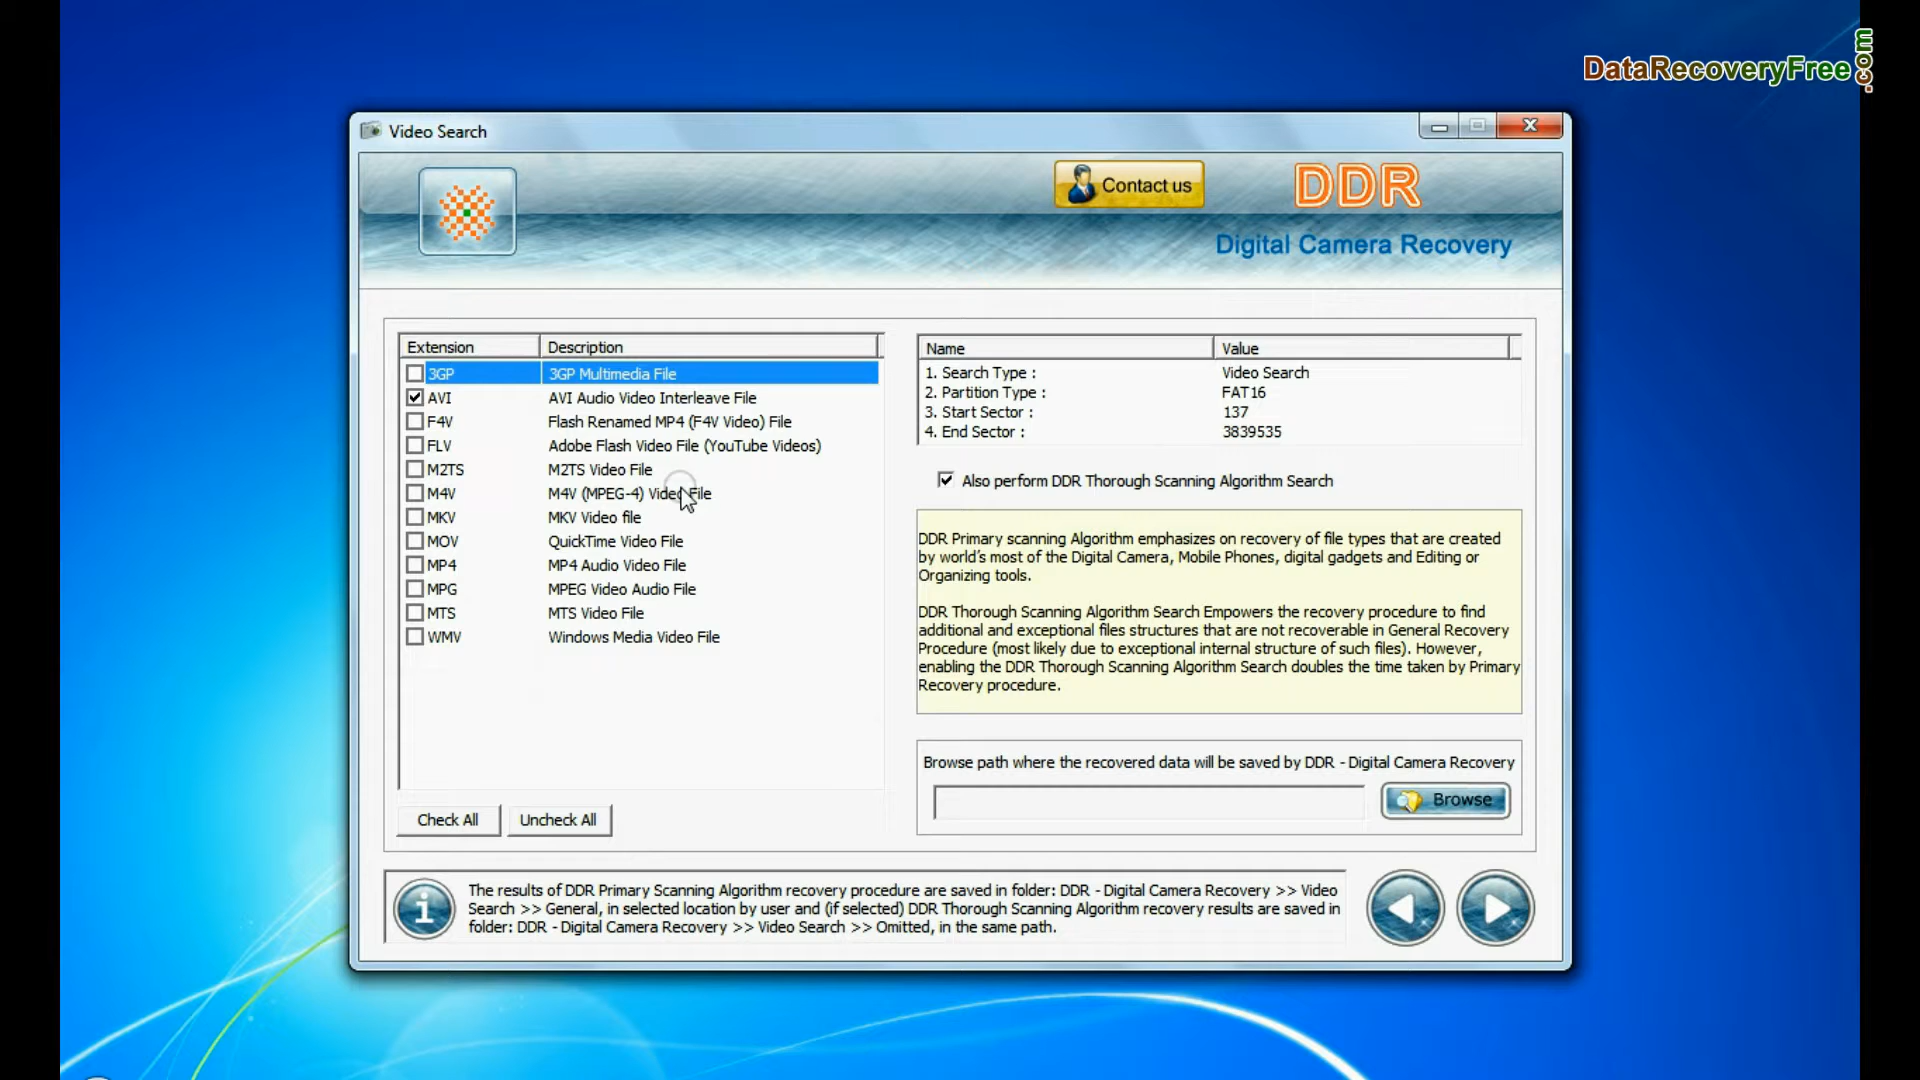 DataRecoveryFree.com
Video Search
Contact us
DDR
Digital Camera Recovery
Extension Description
3GP 3GP Multimedia File
AVI AVI Audio Video Interleave File
F4V Flash Renamed MP4 (F4V Video) File
FLV Adobe Flash Video File (YouTube Videos)
M2TS M2TS Video File
M4V M4V (MPEG-4) Video File
MKV MKV Video file
MOV QuickTime Video File
MP4 MP4 Audio Video File
MPG MPEG Video Audio File
MTS MTS Video File
WMV Windows Media Video File
Check All Uncheck All
Name Value
1. Search Type : Video Search
2. Partition Type : FAT16
3. Start Sector : 137
4. End Sector : 3839535
Also perform DDR Thorough Scanning Algorithm Search
DDR Primary scanning Algorithm emphasizes on recovery of file types that are created
by world's most of the Digital Camera, Mobile Phones, digital gadgets and Editing or
Organizing tools.
DDR Thorough Scanning Algorithm Search Empowers the recovery procedure to find
additional and exceptional files structures that are not recoverable in General Recovery
Procedure (most likely due to exceptional internal structure of such files). However,
enabling the DDR Thorough Scanning Algorithm Search doubles the time taken by Primary
Recovery procedure.
Browse path where the recovered data will be saved by DDR - Digital Camera Recovery
Browse
The results of DDR Primary Scanning Algorithm recovery procedure are saved in folder: DDR - Digital Camera Recovery >> Video
Search >> General, in selected location by user and (if selected) DDR Thorough Scanning Algorithm recovery results are saved in
folder: DDR - Digital Camera Recovery >> Video Search >> Omitted, in the same path.